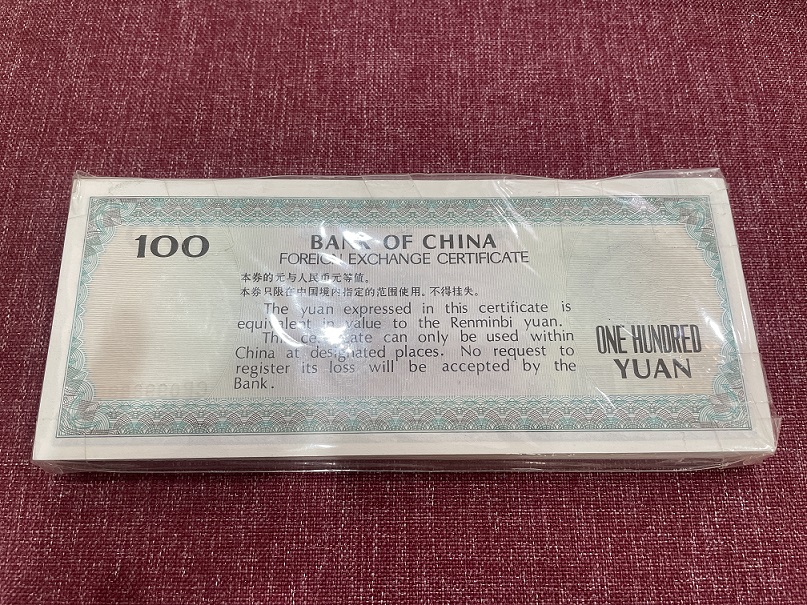 100
BANK OF CHINA
FOREIGN EXCHANGE CERTIFICATE
本券的元与人民币元等值。
本券只限在中国境内指定的范围使用，不得挂失。
The yuan expressed in this certificate is
equivalent in value to the Renminbi yuan.
This certificate can only be used within
China at designated places. No request to
register its loss will be accepted by the
Bank.
ONE HUNDRED
YUAN